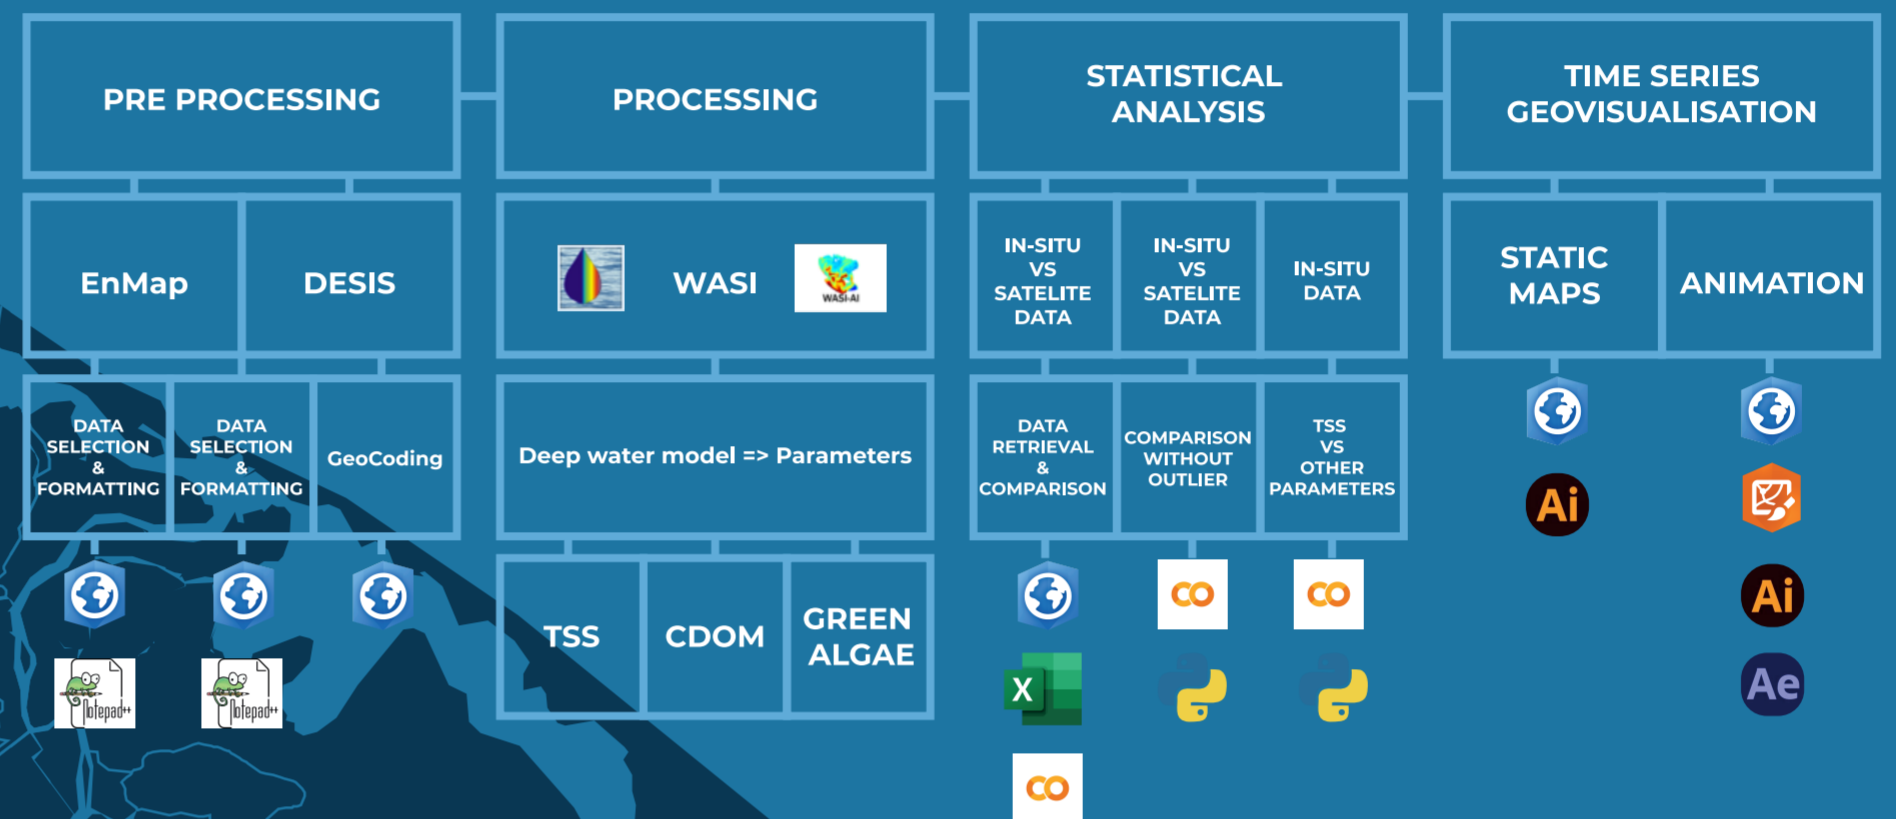 PRE PROCESSING
PROCESSING
STATISTICAL
ANALYSIS
TIME SERIES
GEOVISUALISATION
EnMap
DESIS
WASI
WASI-AI
IN-SITU
VS
SATELITE
DATA
IN-SITU
VS
SATELITE
DATA
IN-SITU
DATA
STATIC
MAPS
ANIMATION
DATA
SELECTION
&
FORMATTING
DATA
SELECTION
&
FORMATTING
GeoCoding
Deep water model => Parameters
DATA
RETRIEVAL
&
COMPARISON
COMPARISON
WITHOUT
OUTLIER
TSS
VS
OTHER
PARAMETERS
Ai
TSS
CDOM
GREEN
ALGAE
Notepad++
Notepad++
X
CO
CO
CO
Ai
Ae